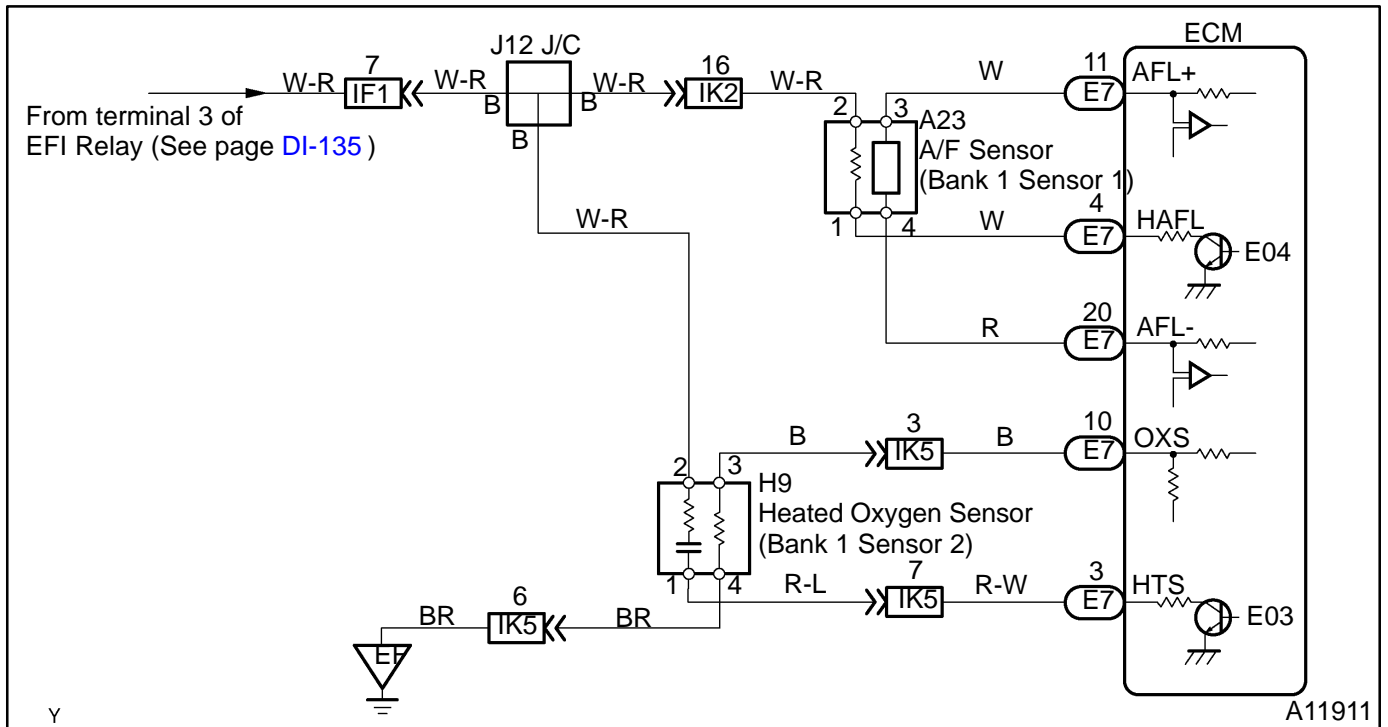 J12 J/C
ECM
7
W-R
IF1
W-R
B
B
B
W-R
16
IK2
W-R
W
11
E7
AFL+
From terminal 3 of
EFI Relay (See page DI-135 )
2
3
A23
A/F Sensor
(Bank 1 Sensor 1)
1
4
W
4
E7
HAFL
E04
W-R
R
20
E7
AFL-
B
3
IK5
B
10
E7
OXS
2
3
H9
Heated Oxygen Sensor
(Bank 1 Sensor 2)
1
4
R-L
7
IK5
R-W
3
E7
HTS
E03
BR
6
IK5
BR
Y
A11911